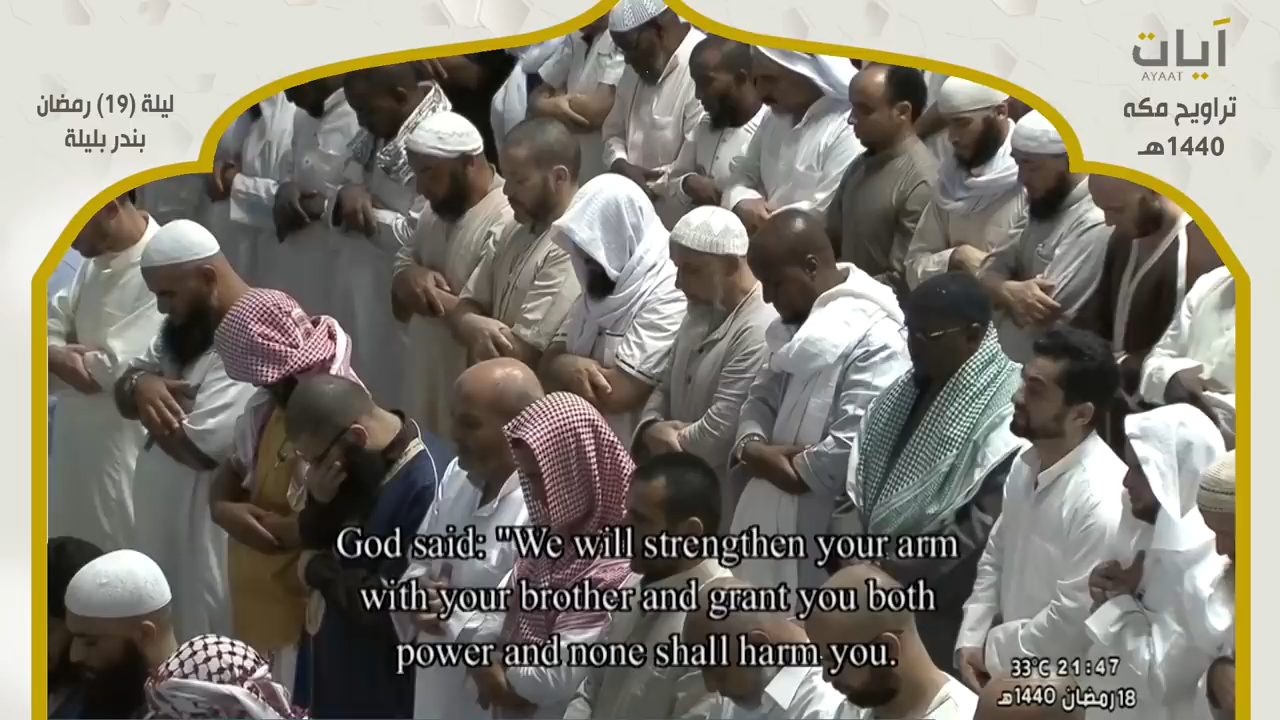 اَيات
AYAAT
تراويح مكه
1440هـ
ليلة (19) رمضان
بندر بليلة
God said: "We will strengthen your arm
with your brother and grant you both
power and none shall harm you.
33°C 21:47
18 رمضان 1440هـ